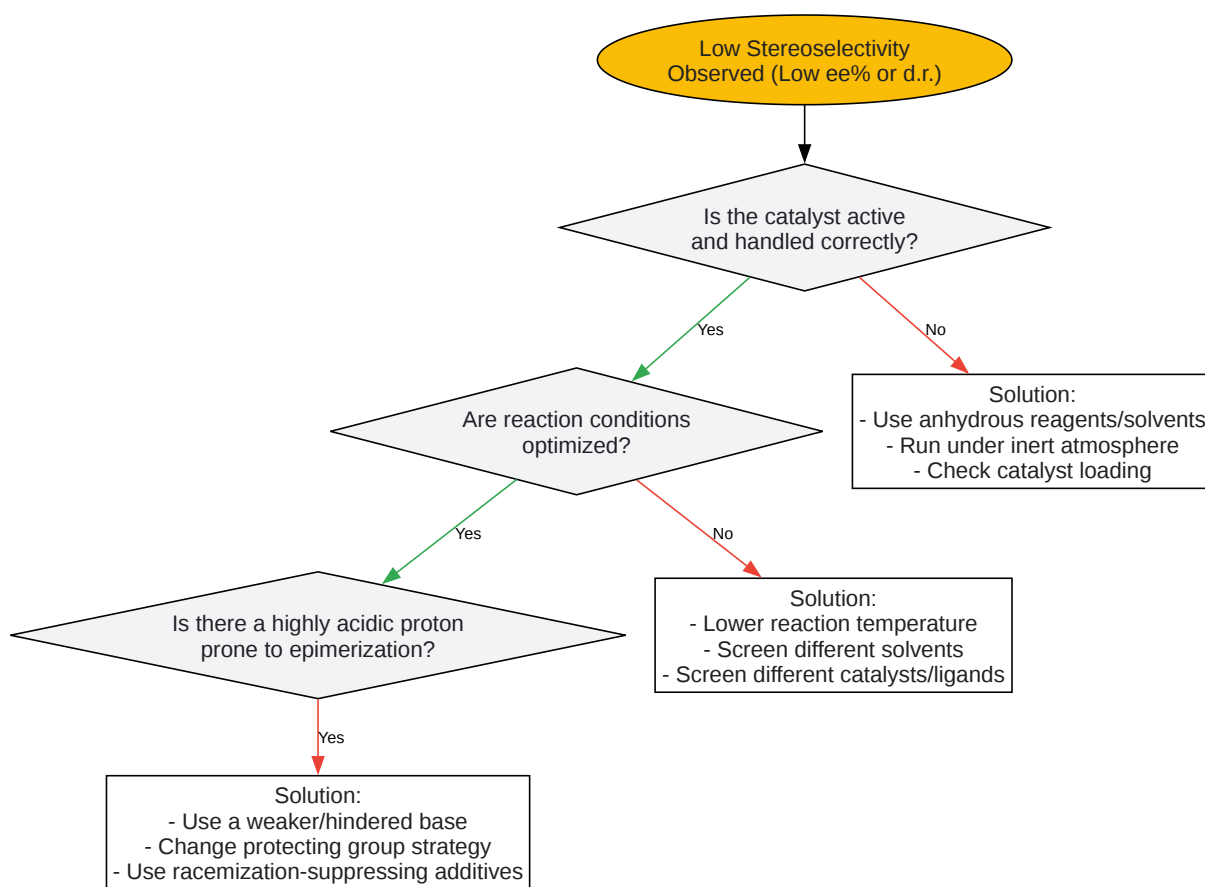 Low Stereoselectivity
Observed (Low ee% or d.r.)
Is the catalyst active
and handled correctly?
Yes
No
Are reaction conditions
optimized?
Solution:
- Use anhydrous reagents/solvents
- Run under inert atmosphere
- Check catalyst loading
Yes
No
Is there a highly acidic proton
prone to epimerization?
Solution:
- Lower reaction temperature
- Screen different solvents
- Screen different catalysts/ligands
Yes
Solution:
- Use a weaker/hindered base
- Change protecting group strategy
- Use racemization-suppressing additives